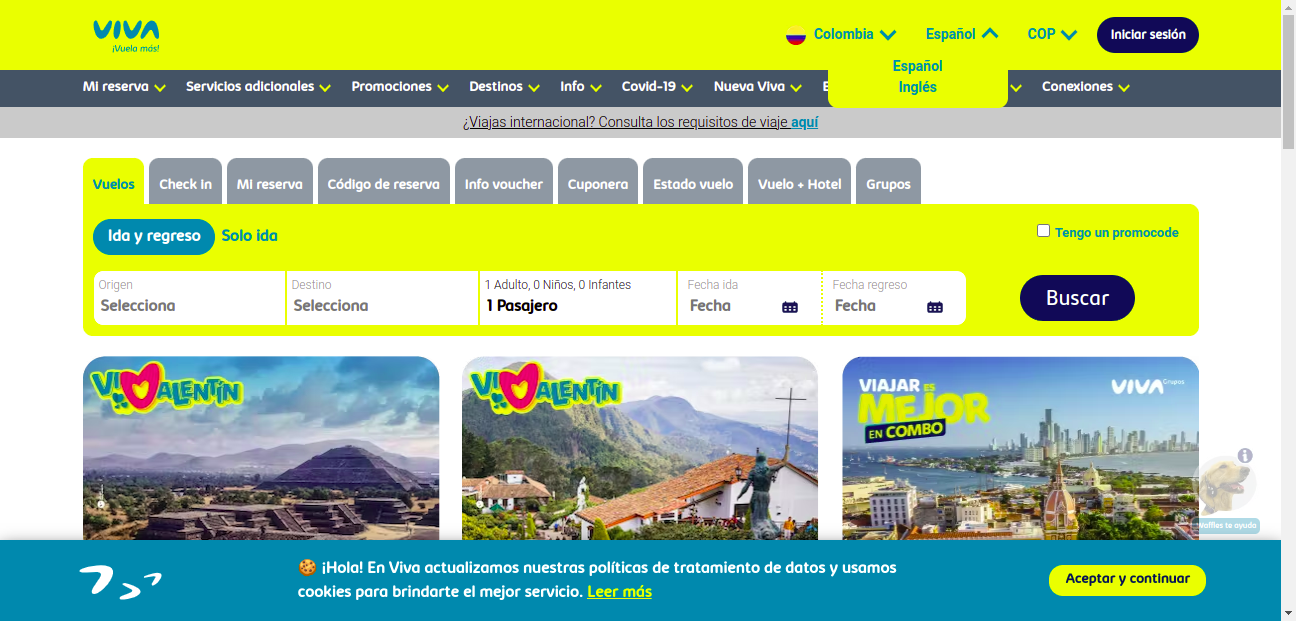 VIVA
¡Vuela más!
Colombia
Español
COP
Iniciar sesión
Español
Inglés
Mi reserva
Servicios adicionales
Promociones
Destinos
Info
Covid-19
Nueva Viva
Conexiones
¿Viajas internacional? Consulta los requisitos de viaje aquí
Vuelos
Check In
Mi reserva
Código de reserva
Info voucher
Cuponera
Estado vuelo
Vuelo + Hotel
Grupos
Ida y regreso
Solo ida
Tengo un promocode
Origen
Selecciona
Destino
Selecciona
1 Adulto, 0 Niños, 0 Infantes
1 Pasajero
Fecha ida
Fecha
Fecha regreso
Fecha
Buscar
VIVALENTÍN
VIVALENTÍN
VIAJAR ES
MEJOR
EN COMBO
VIVA Grupos
Waffles te ayuda
🍪 ¡Hola! En Viva actualizamos nuestras políticas de tratamiento de datos y usamos
cookies para brindarte el mejor servicio. Leer más
Aceptar y continuar